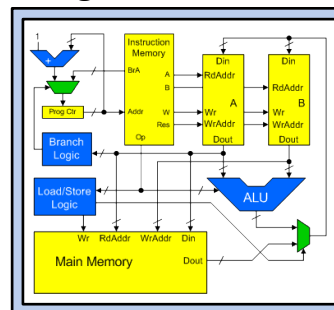 1
+
Prog Ctr
Instruction
Memory
BrA
A
B
Addr
W
Res
Op
Din
RdAddr
A
Wr
WrAddr
Dout
Din
RdAddr
B
Wr
WrAddr
Dout
Branch
Logic
Load/Store
Logic
ALU
Wr RdAddr WrAddr Din
Dout
Main Memory